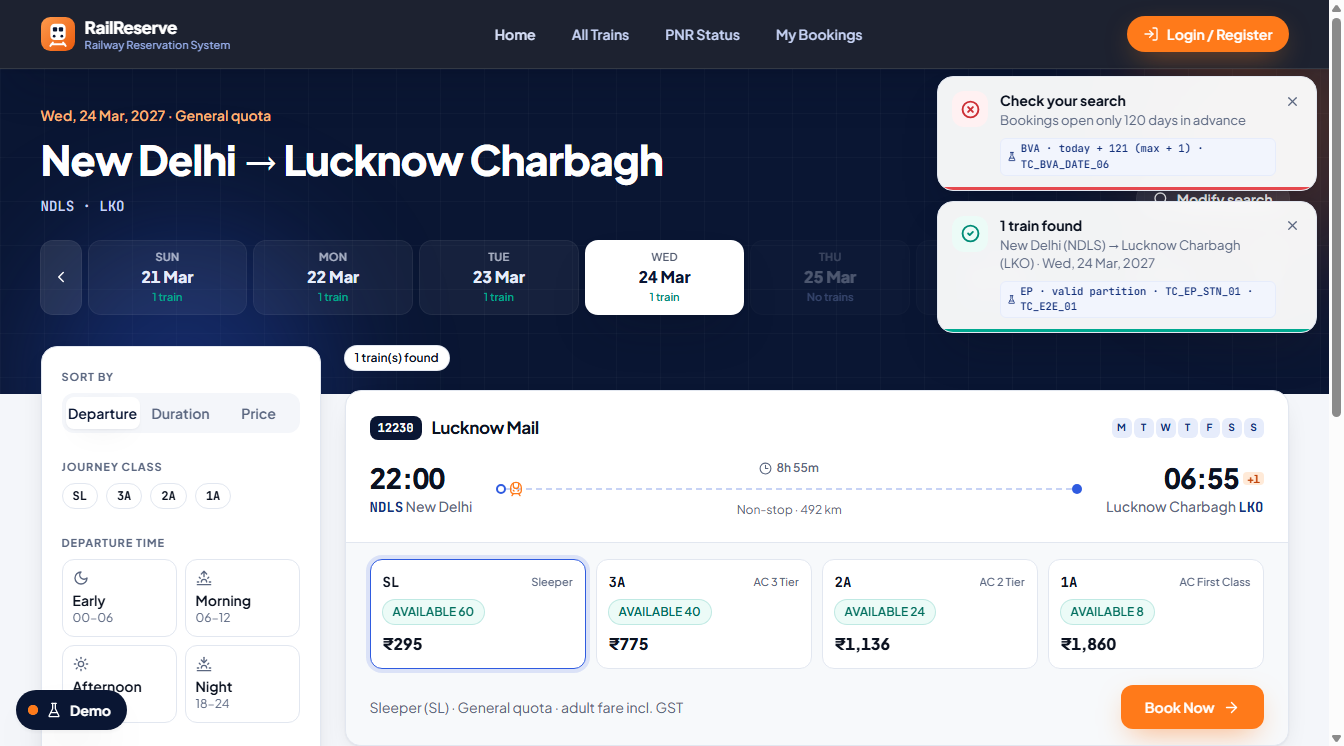 RailReserve
Railway Reservation System
Home
All Trains
PNR Status
My Bookings
Login / Register
Wed, 24 Mar, 2027 · General quota
New Delhi → Lucknow Charbagh
NDLS · LKO
Check your search
Bookings open only 120 days in advance
BVA · today + 121 (max + 1) ·
TC_BVA_DATE_06
Modify search
1 train found
New Delhi (NDLS) → Lucknow Charbagh
(LKO) · Wed, 24 Mar, 2027
EP · valid partition · TC_EP_STN_01 ·
TC_E2E_01
SUN
21 Mar
1 train
MON
22 Mar
1 train
TUE
23 Mar
1 train
WED
24 Mar
1 train
THU
25 Mar
No trains
SORT BY
Departure
Duration
Price
JOURNEY CLASS
SL
3A
2A
1A
DEPARTURE TIME
Early
00–06
Morning
06–12
Afternoon
Night
18–24
Demo
1 train(s) found
12230
Lucknow Mail
M T W T F S S
22:00
NDLS New Delhi
8h 55m
Non-stop · 492 km
06:55 +1
Lucknow Charbagh LKO
SL
Sleeper
AVAILABLE 60
₹295
3A
AC 3 Tier
AVAILABLE 40
₹775
2A
AC 2 Tier
AVAILABLE 24
₹1,136
1A
AC First Class
AVAILABLE 8
₹1,860
Sleeper (SL) · General quota · adult fare incl. GST
Book Now →